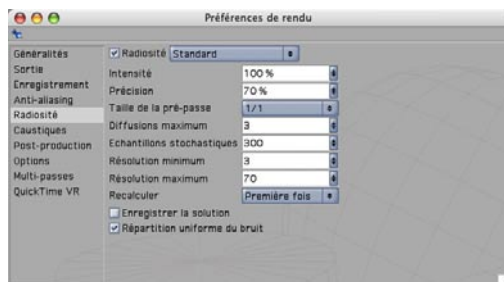 Préférences de rendu
Généralités
Sortie
Enregistrement
Anti-aliasing
Radiosité
Caustiques
Post-production
Options
Multi-passes
QuickTime VR
Radiosité Standard
Intensité 100 %
Précision 70 %
Taille de la pré-passe 1/1
Diffusions maximum 3
Echantillons stochastiques 300
Résolution minimum 3
Résolution maximum 70
Recalculer Première fois
Enregistrer la solution
Répartition uniforme du bruit